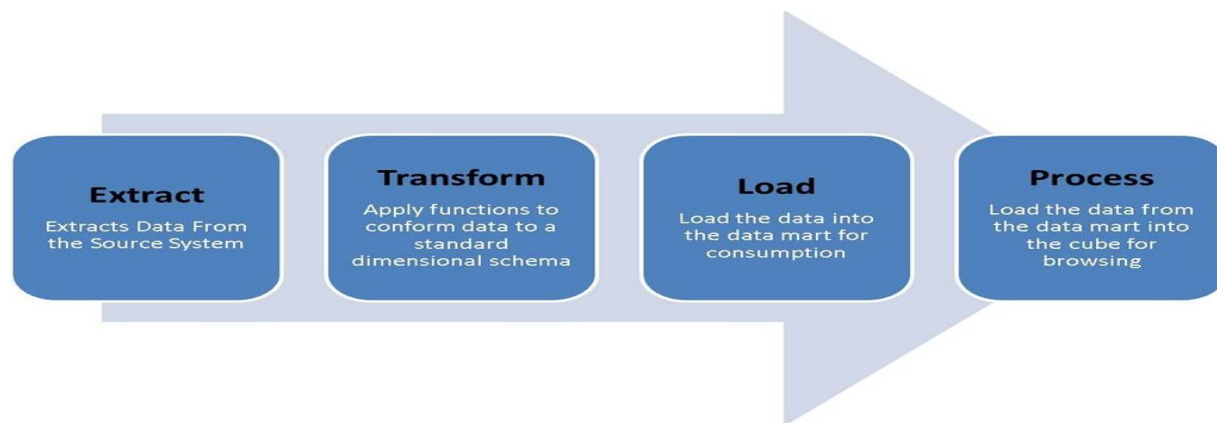 Extract
Extracts Data From
the Source System
Transform
Apply functions to
conform data to a
standard
dimensional schema
Load
Load the data into
the data mart for
consumption
Process
Load the data from
the data mart into
the cube for
browsing